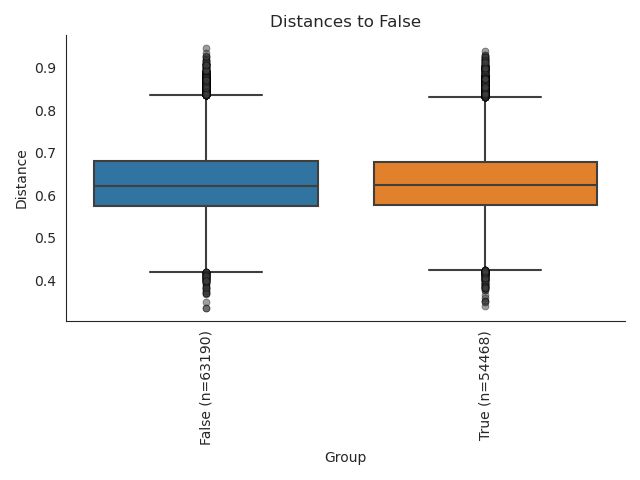 Distances to False
0.9
0.8
0.7
0.6
0.5
0.4
Distance
False (n=63190)
True (n=54468)
Group